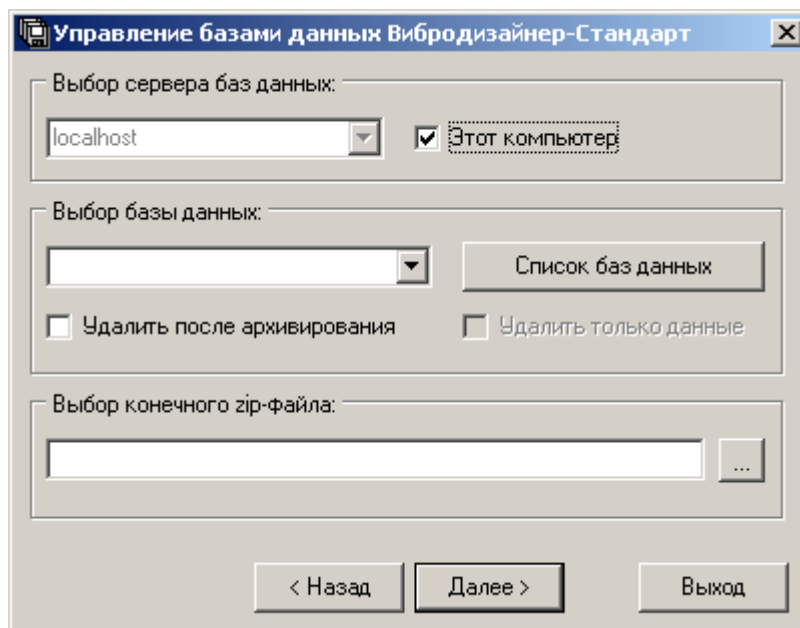 Управление базами данных Вибродизайнер-Стандарт
Выбор сервера баз данных:
localhost
Этот компьютер
Выбор базы данных:
Список баз данных
Удалить после архивирования
Удалить только данные
Выбор конечного zip-файла:
...
< Назад
Далее >
Выход